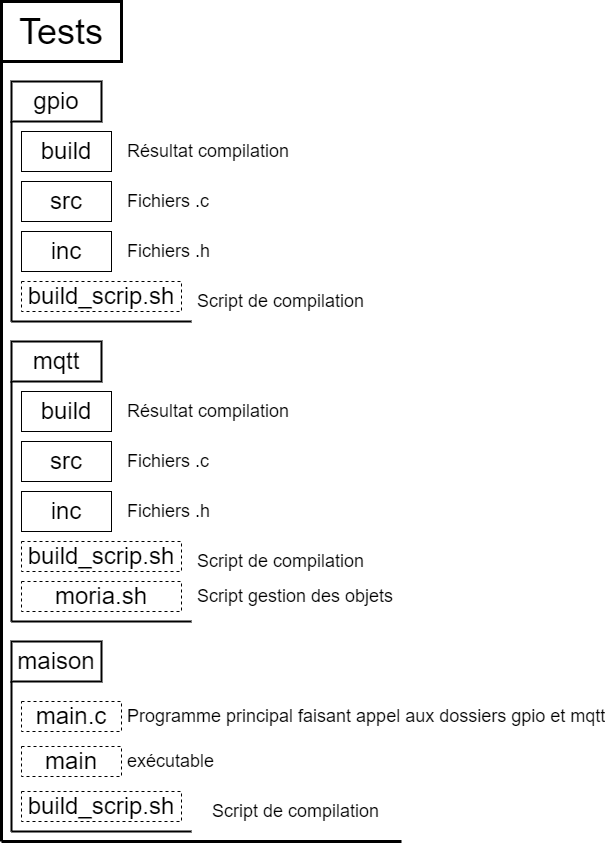 Tests
gpio
build Résultat compilation
src Fichiers .c
inc Fichiers .h
build_scrip.sh Script de compilation
mqtt
build Résultat compilation
src Fichiers .c
inc Fichiers .h
build_scrip.sh Script de compilation
moria.sh Script gestion des objets
maison
main.c Programme principal faisant appel aux dossiers gpio et mqtt
main exécutable
build_scrip.sh Script de compilation